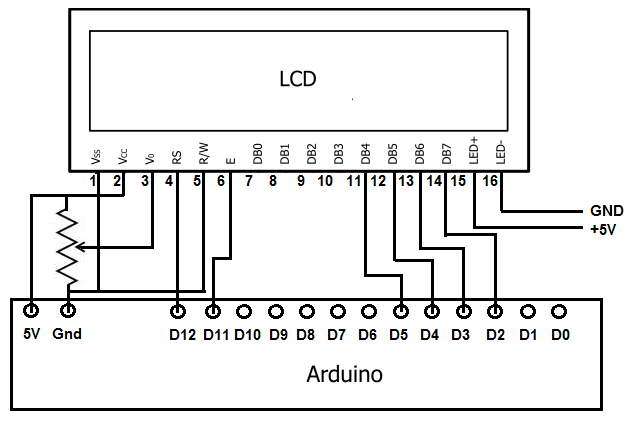 LCD
Vss Vcc Vo RS R/W E DB0 DB1 DB2 DB3 DB4 DB5 DB6 DB7 LED+ LED-
1 2 3 4 5 6 7 8 9 10 11 12 13 14 15 16
GND
+5V
5V Gnd D12 D11 D10 D9 D8 D7 D6 D5 D4 D3 D2 D1 D0
Arduino